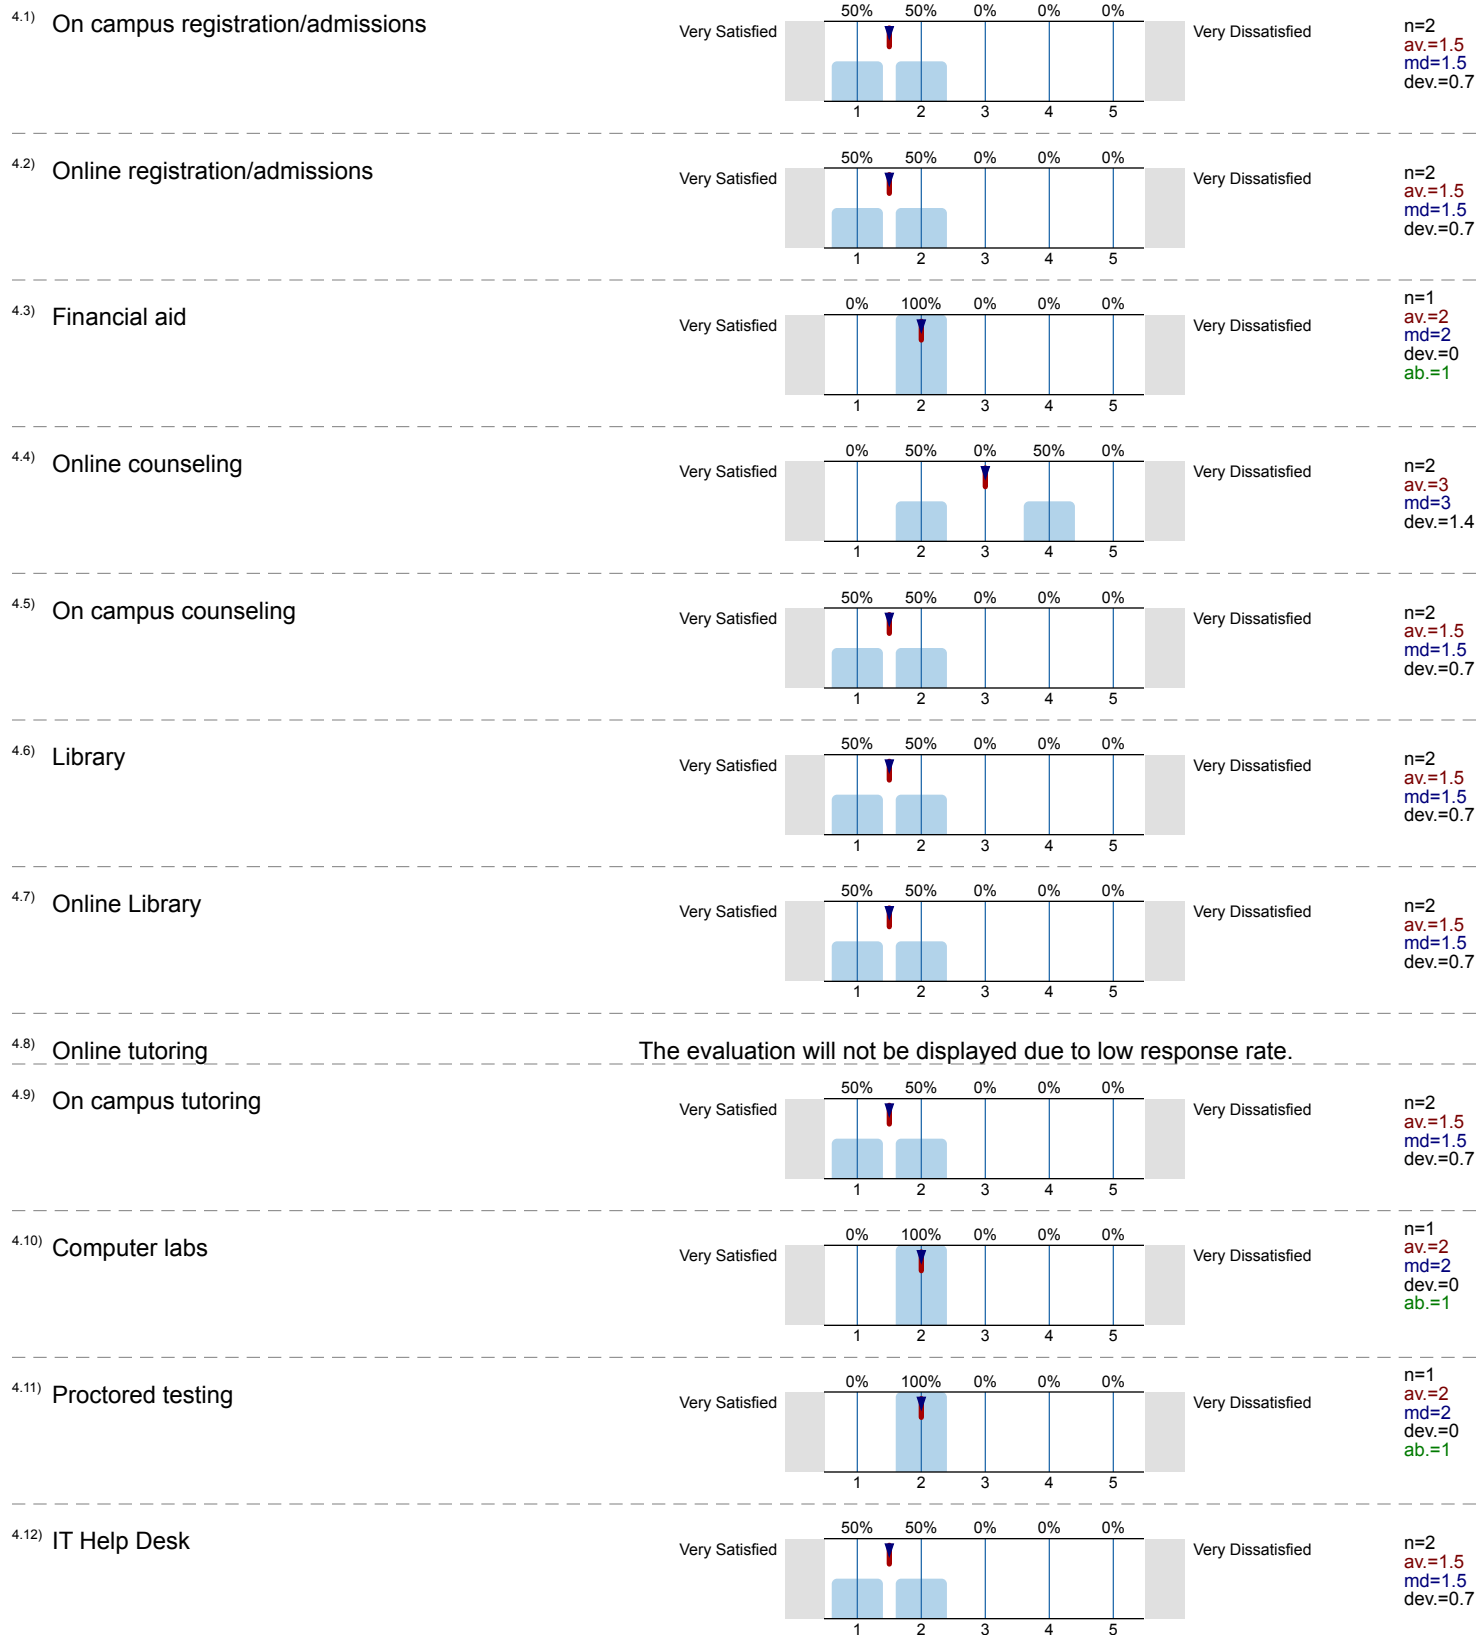 4.1) On campus registration/admissions
50% 50% 0% 0% 0%
Very Satisfied Very Dissatisfied
n=2
av.=1.5
md=1.5
dev.=0.7
1 2 3 4 5
4.2) Online registration/admissions
50% 50% 0% 0% 0%
Very Satisfied Very Dissatisfied
n=2
av.=1.5
md=1.5
dev.=0.7
1 2 3 4 5
4.3) Financial aid
0% 100% 0% 0% 0%
Very Satisfied Very Dissatisfied
n=1
av.=2
md=2
dev.=0
ab.=1
1 2 3 4 5
4.4) Online counseling
0% 50% 0% 50% 0%
Very Satisfied Very Dissatisfied
n=2
av.=3
md=3
dev.=1.4
1 2 3 4 5
4.5) On campus counseling
50% 50% 0% 0% 0%
Very Satisfied Very Dissatisfied
n=2
av.=1.5
md=1.5
dev.=0.7
1 2 3 4 5
4.6) Library
50% 50% 0% 0% 0%
Very Satisfied Very Dissatisfied
n=2
av.=1.5
md=1.5
dev.=0.7
1 2 3 4 5
4.7) Online Library
50% 50% 0% 0% 0%
Very Satisfied Very Dissatisfied
n=2
av.=1.5
md=1.5
dev.=0.7
1 2 3 4 5
4.8) Online tutoring The evaluation will not be displayed due to low response rate.
4.9) On campus tutoring
50% 50% 0% 0% 0%
Very Satisfied Very Dissatisfied
n=2
av.=1.5
md=1.5
dev.=0.7
1 2 3 4 5
4.10) Computer labs
0% 100% 0% 0% 0%
Very Satisfied Very Dissatisfied
n=1
av.=2
md=2
dev.=0
ab.=1
1 2 3 4 5
4.11) Proctored testing
0% 100% 0% 0% 0%
Very Satisfied Very Dissatisfied
n=1
av.=2
md=2
dev.=0
ab.=1
1 2 3 4 5
4.12) IT Help Desk
50% 50% 0% 0% 0%
Very Satisfied Very Dissatisfied
n=2
av.=1.5
md=1.5
dev.=0.7
1 2 3 4 5